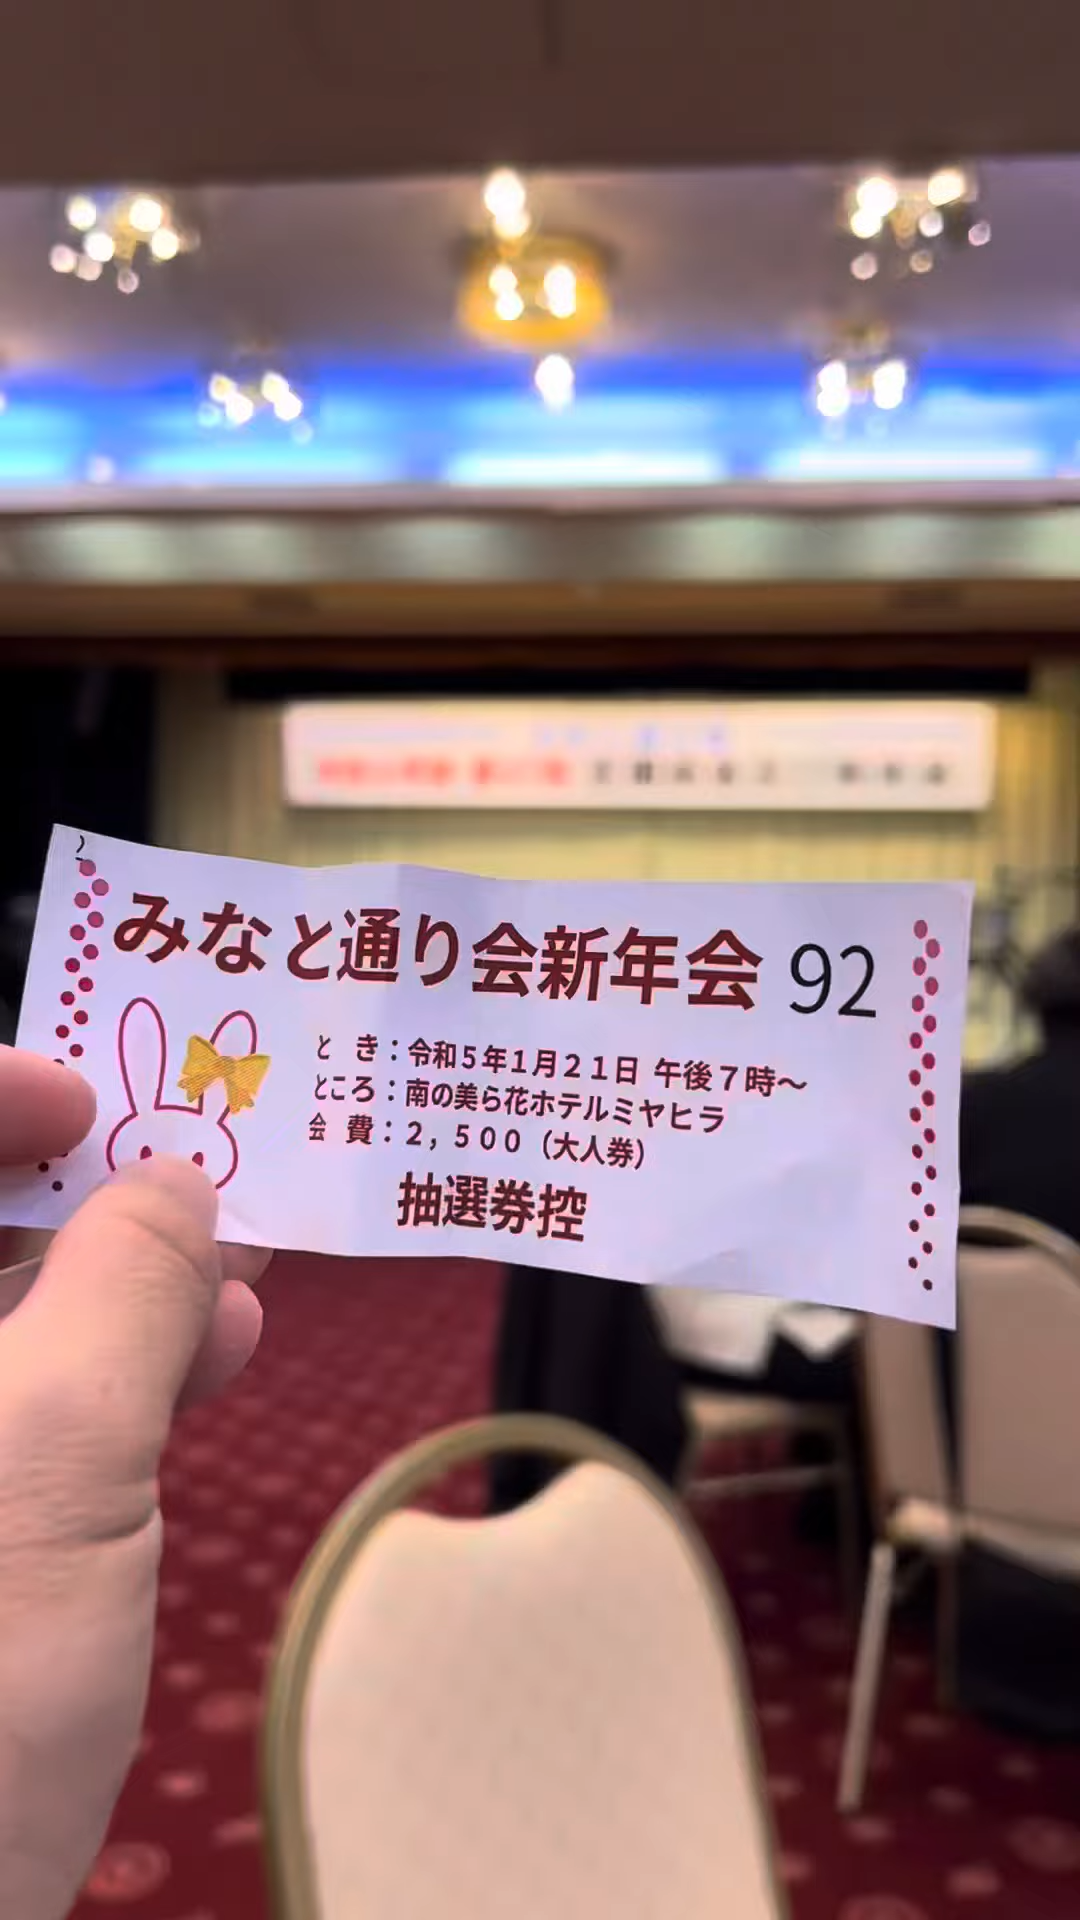 みなと通り会新年会 92
とき:令和5年1月21日 午後7時〜
ところ:南の美ら花ホテルミヤヒラ
会費:2,500(大人券)
抽選券控